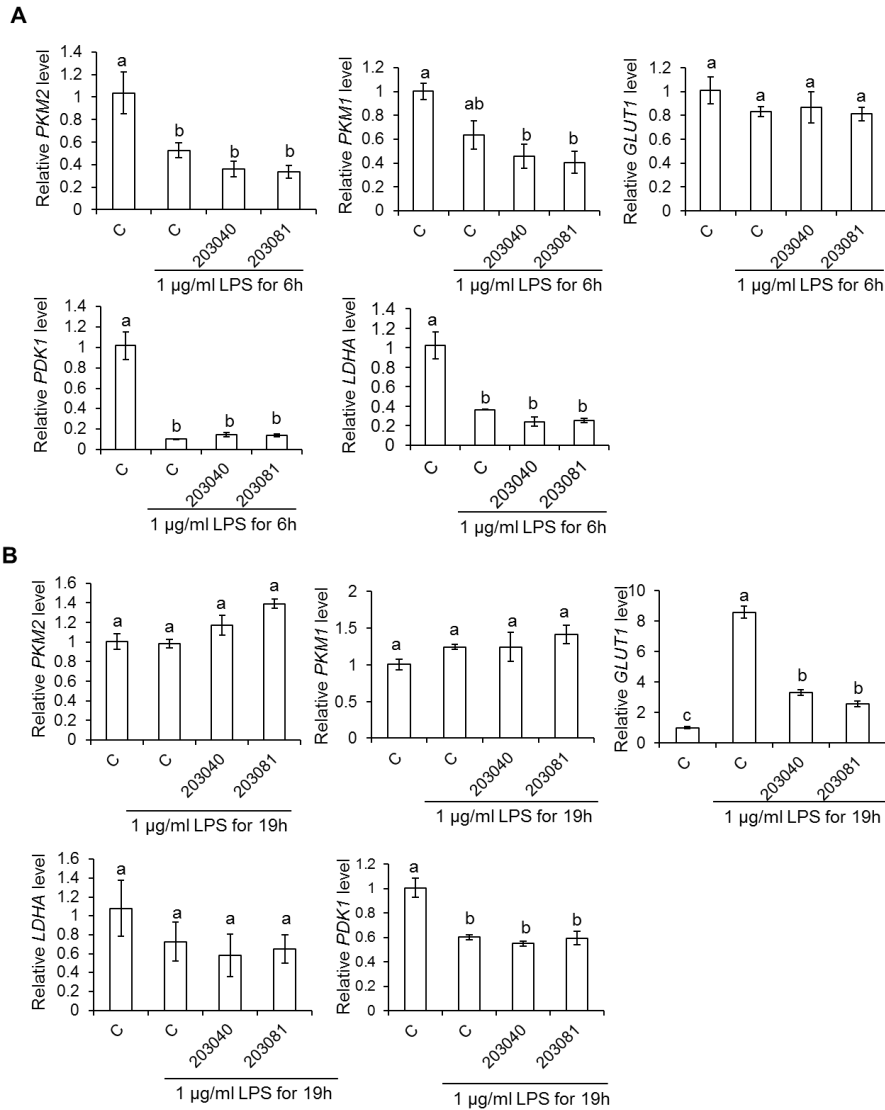 A
Relative PKM2 level
1.4
1.2
1
0.8
0.6
0.4
0.2
0
a
b
b
b
C
C
203040
203081
1 µg/ml LPS for 6h
Relative PKM1 level
1.2
1
0.8
0.6
0.4
0.2
0
a
ab
b
b
C
C
203040
203081
1 µg/ml LPS for 6h
Relative GLUT1 level
1.2
1
0.8
0.6
0.4
0.2
0
a
a
a
a
C
C
203040
203081
1 µg/ml LPS for 6h
Relative PDK1 level
1.4
1.2
1
0.8
0.6
0.4
0.2
0
a
b
b
b
C
C
203040
203081
1 µg/ml LPS for 6h
Relative LDHA level
1.4
1.2
1
0.8
0.6
0.4
0.2
0
a
b
b
b
C
C
203040
203081
1 µg/ml LPS for 6h
B
Relative PKM2 level
1.6
1.4
1.2
1
0.8
0.6
0.4
0.2
0
a
a
a
a
C
C
203040
203081
1 µg/ml LPS for 19h
Relative PKM1 level
2
1.5
1
0.5
0
a
a
a
a
C
C
203040
203081
1 µg/ml LPS for 19h
Relative GLUT1 level
10
8
6
4
2
0
c
a
b
b
C
C
203040
203081
1 µg/ml LPS for 19h
Relative LDHA level
1.6
1.4
1.2
1
0.8
0.6
0.4
0.2
0
a
a
a
a
C
C
203040
203081
1 µg/ml LPS for 19h
Relative PDK1 level
1.2
1
0.8
0.6
0.4
0.2
0
a
b
b
b
C
C
203040
203081
1 µg/ml LPS for 19h